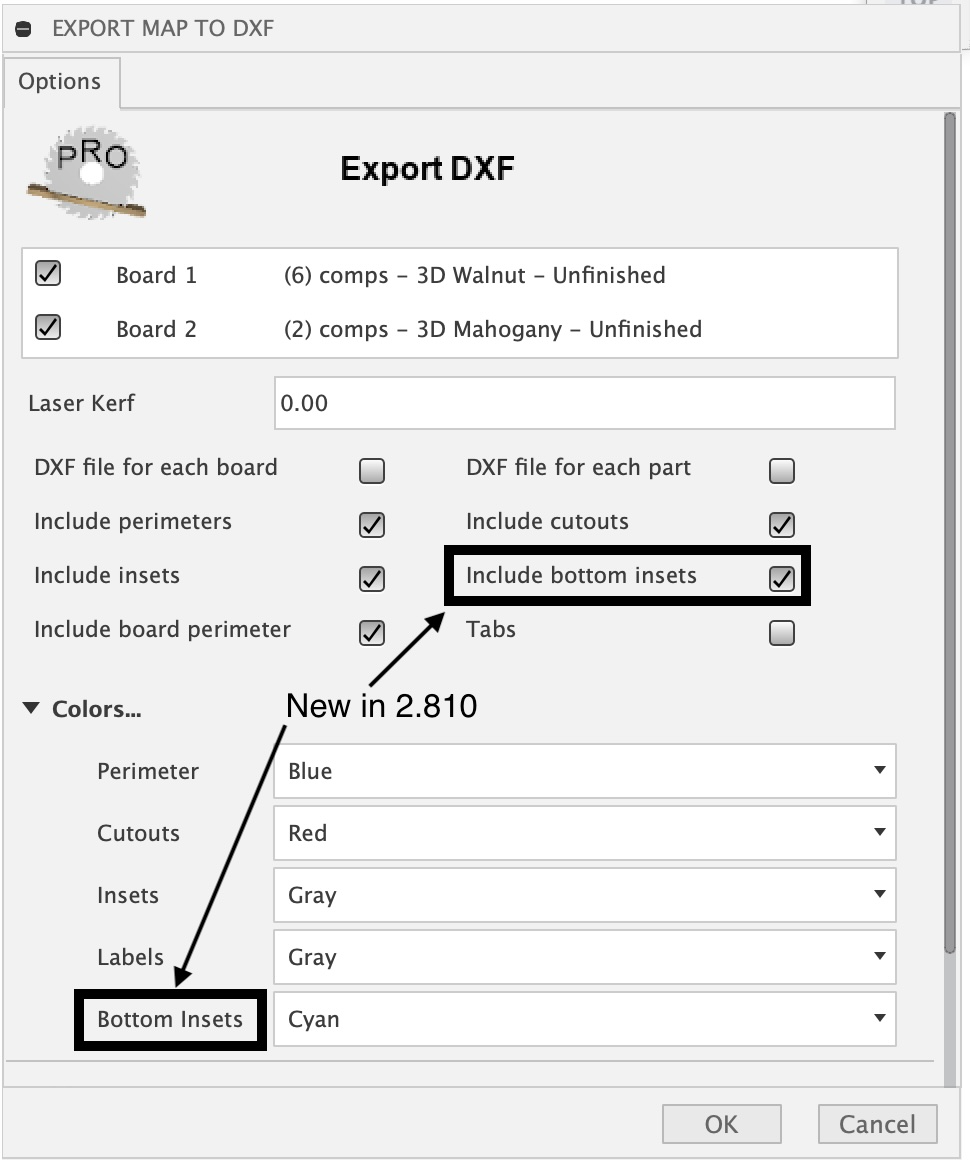 EXPORT MAP TO DXF
Options
PRO
Export DXF
Board 1 (6) comps - 3D Walnut - Unfinished
Board 2 (2) comps - 3D Mahogany - Unfinished
Laser Kerf 0.00
DXF file for each board DXF file for each part
Include perimeters Include cutouts
Include insets Include bottom insets
Include board perimeter Tabs
New in 2.810
Colors...
Perimeter Blue
Cutouts Red
Insets Gray
Labels Gray
Bottom Insets Cyan
OK Cancel